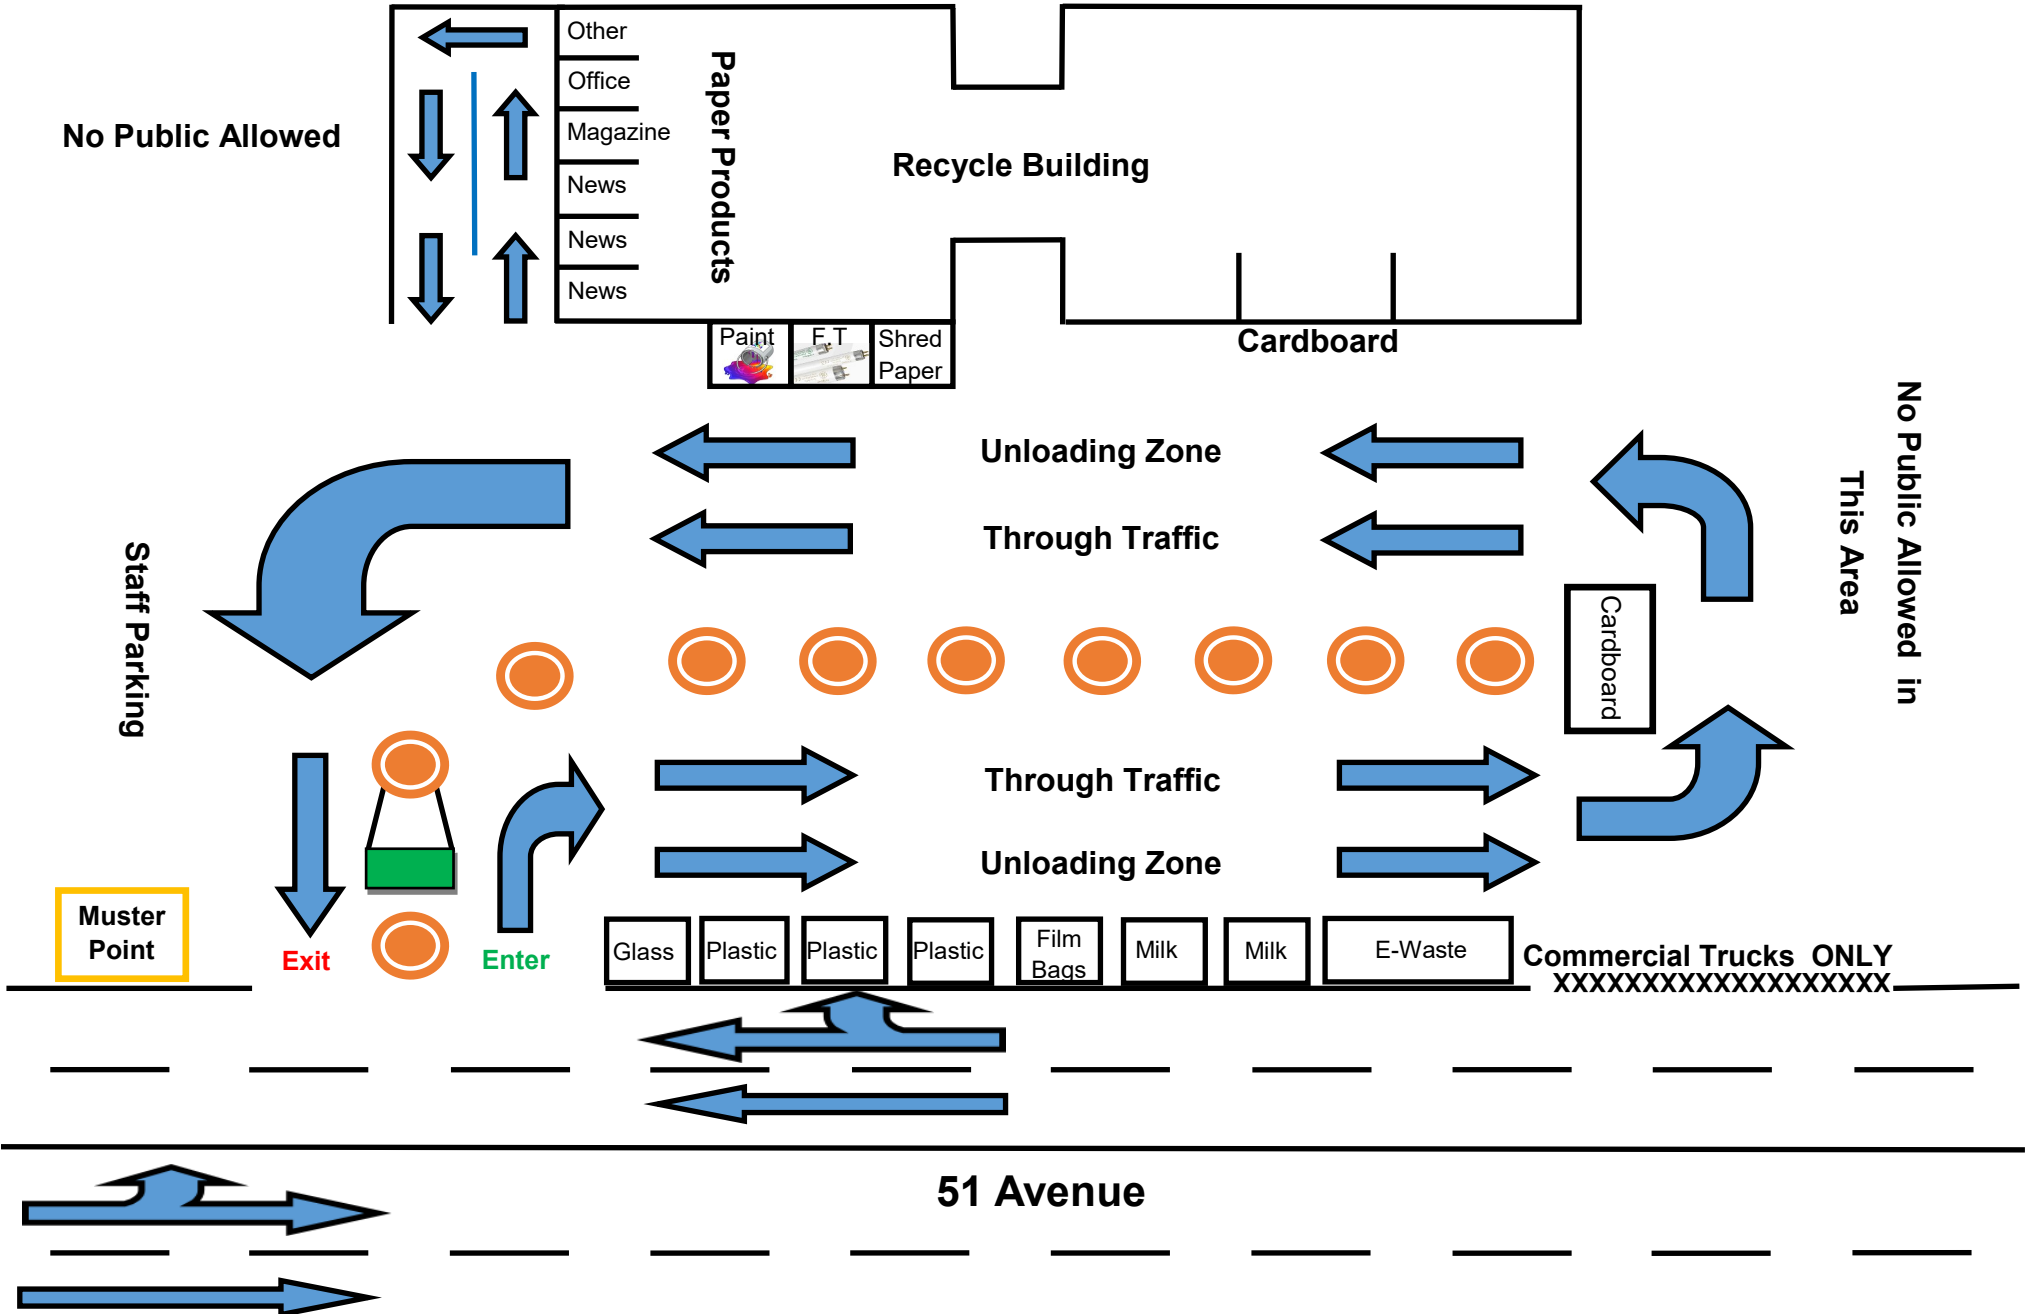 Other
Office
Magazine
News
News
News
Paper Products
No Public Allowed
Recycle Building
Paint
F.T
Shred
Paper
Cardboard
No Public Allowed in
This Area
Unloading Zone
Through Traffic
Staff Parking
Cardboard
Through Traffic
Unloading Zone
Muster
Point
Exit
Enter
Glass
Plastic
Plastic
Plastic
Film
Bags
Milk
Milk
E-Waste
Commercial Trucks ONLY
XXXXXXXXXXXXXXXXXXX
51 Avenue